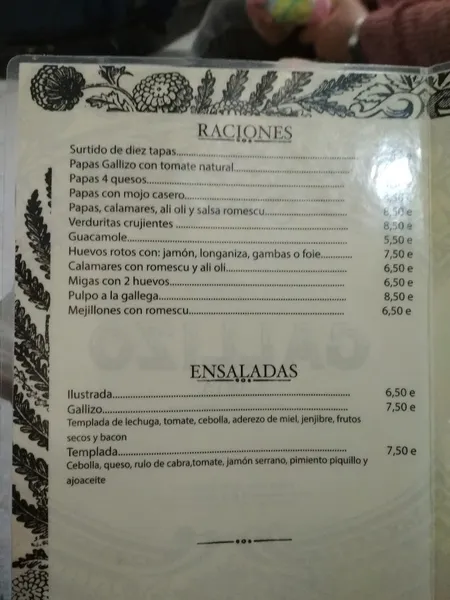 RACIONES
Surtido de diez tapas
Papas Gallizo con tomate natural
Papas 4 quesos
Papas con mojo casero
Papas, calamares, ali oli y salsa romescu 6,50 e
Verduritas crujientes 8,50 e
Guacamole 5,50 e
Huevos rotos con: jamón, longaniza, gambas o foie 7,50 e
Calamares con romescu y ali oli 6,50 e
Migas con 2 huevos 6,50 e
Pulpo a la gallega 8,50 e
Mejillones con romescu 6,50 e
ENSALADAS
Ilustrada 6,50 e
Gallizo 7,50 e
Templada de lechuga, tomate, cebolla, aderezo de miel, jenjibre, frutos
secos y bacon
Templada 7,50 e
Cebolla, queso, rulo de cabra,tomate, jamón serrano, pimiento piquillo y
ajoaceite